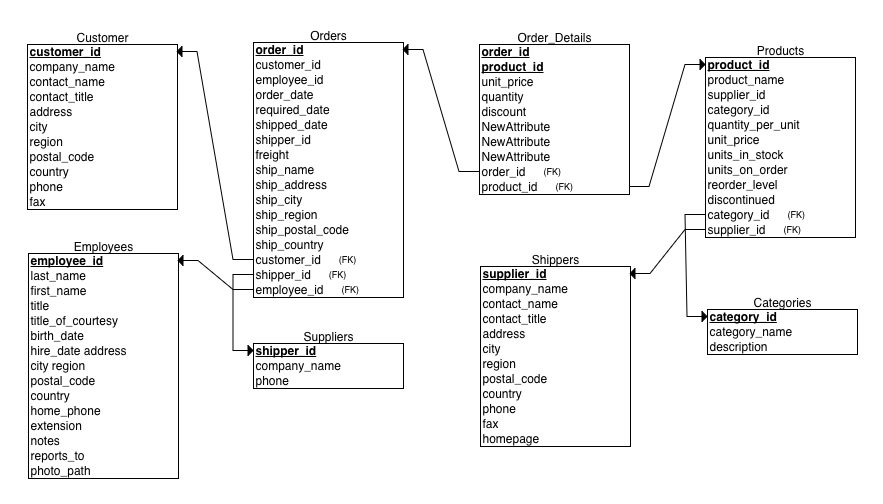 Customer
customer_id
company_name
contact_name
contact_title
address
city
region
postal_code
country
phone
fax
Orders
order_id
customer_id
employee_id
order_date
required_date
shipped_date
shipper_id
freight
ship_name
ship_address
ship_city
ship_region
ship_postal_code
ship_country
customer_id (FK)
shipper_id (FK)
employee_id (FK)
Order_Details
order_id
product_id
unit_price
quantity
discount
NewAttribute
NewAttribute
NewAttribute
order_id (FK)
product_id (FK)
Products
product_id
product_name
supplier_id
category_id
quantity_per_unit
unit_price
units_in_stock
units_on_order
reorder_level
discontinued
category_id (FK)
supplier_id (FK)
Employees
employee_id
last_name
first_name
title
title_of_courtesy
birth_date
hire_date address
city region
postal_code
country
home_phone
extension
notes
reports_to
photo_path
Suppliers
shipper_id
company_name
phone
Shippers
supplier_id
company_name
contact_name
contact_title
address
city
region
postal_code
country
phone
fax
homepage
Categories
category_id
category_name
description